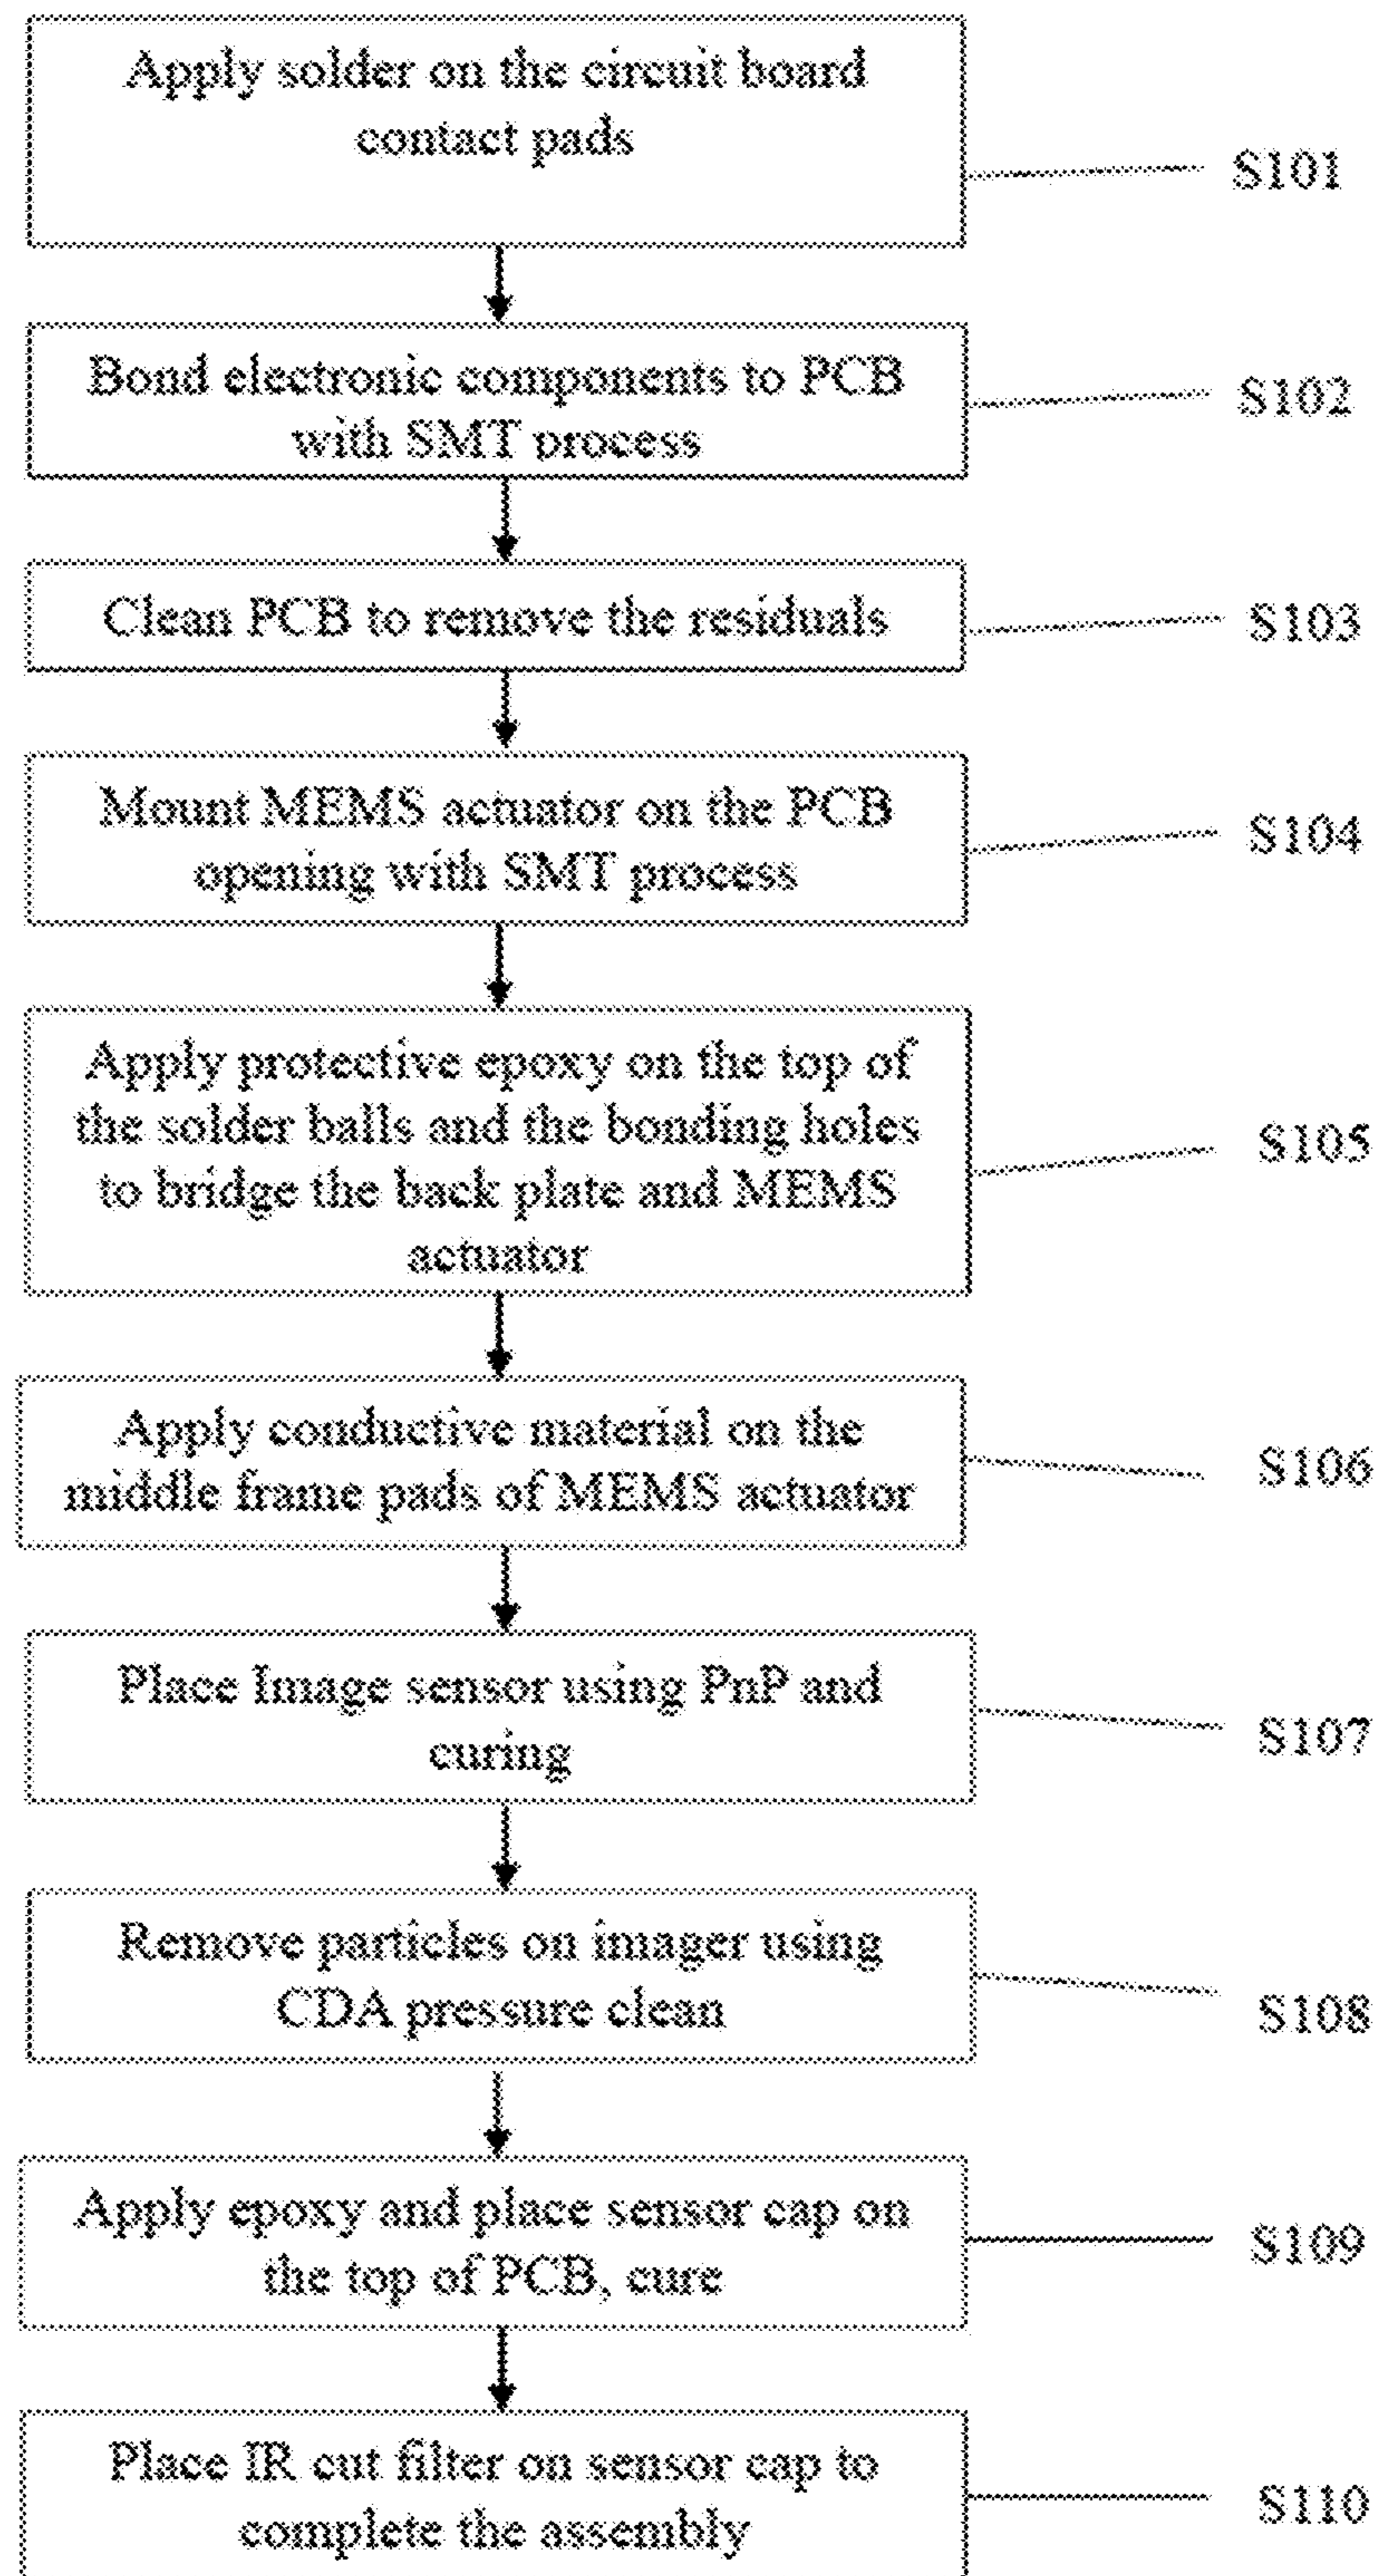 Apply solder on the circuit board
contact pads
S101
Bond electronic components to PCB
with SMT process
S102
Clean PCB to remove the residuals
S103
Mount MEMS actuator on the PCB
opening with SMT process
S104
Apply protective epoxy on the top of
the solder balls and the bonding holes
to bridge the back plate and MEMS
actuator
S105
Apply conductive material on the
middle frame pads of MEMS actuator
S106
Place Image sensor using PnP and
curing
S107
Remove particles on imager using
CDA pressure clean
S108
Apply epoxy and place sensor cap on
the top of PCB, cure
S109
Place IR cut filter on sensor cap to
complete the assembly
S110